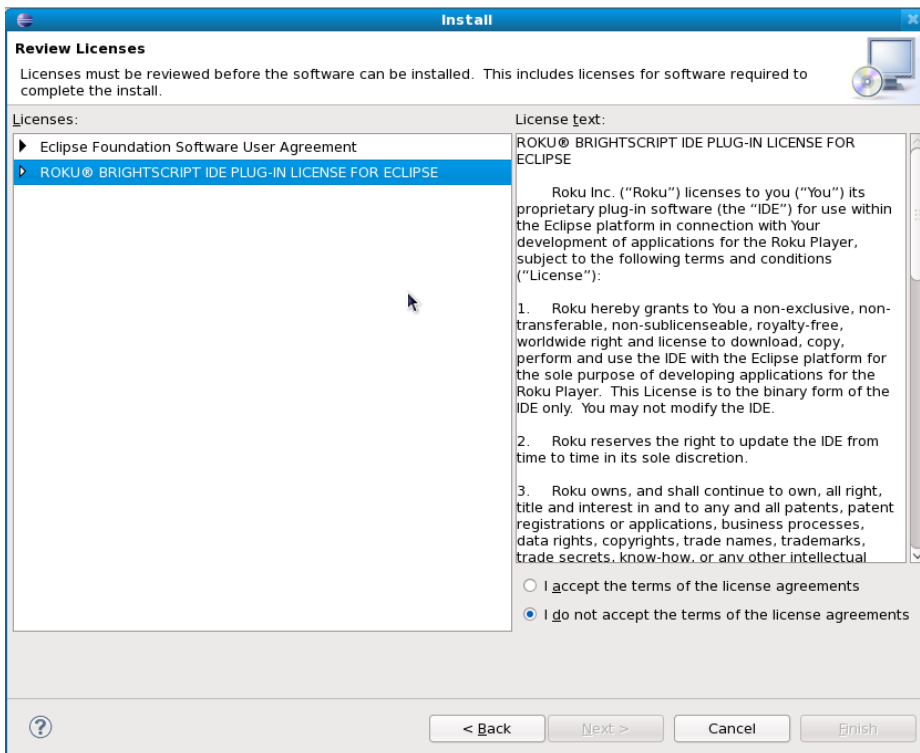 Install
Review Licenses
Licenses must be reviewed before the software can be installed.  This includes licenses for software required to
complete the install.
Licenses:
Eclipse Foundation Software User Agreement
ROKU® BRIGHTSCRIPT IDE PLUG-IN LICENSE FOR ECLIPSE
License text:
ROKU® BRIGHTSCRIPT IDE PLUG-IN LICENSE FOR
ECLIPSE
Roku Inc. (“Roku”) licenses to you (“You”) its
proprietary plug-in software (the “IDE”) for use within
the Eclipse platform in connection with Your
development of applications for the Roku Player,
subject to the following terms and conditions
(“License”):
1. Roku hereby grants to You a non-exclusive, non-
transferable, non-sublicenseable, royalty-free,
worldwide right and license to download, copy,
perform and use the IDE with the Eclipse platform for
the sole purpose of developing applications for the
Roku Player.  This License is to the binary form of the
IDE only.  You may not modify the IDE.
2. Roku reserves the right to update the IDE from
time to time in its sole discretion.
3. Roku owns, and shall continue to own, all right,
title and interest in and to any and all patents, patent
registrations or applications, business processes,
data rights, copyrights, trade names, trademarks,
trade secrets, know-how, or any other intellectual
I accept the terms of the license agreements
I do not accept the terms of the license agreements
?
< Back
Next >
Cancel
Finish